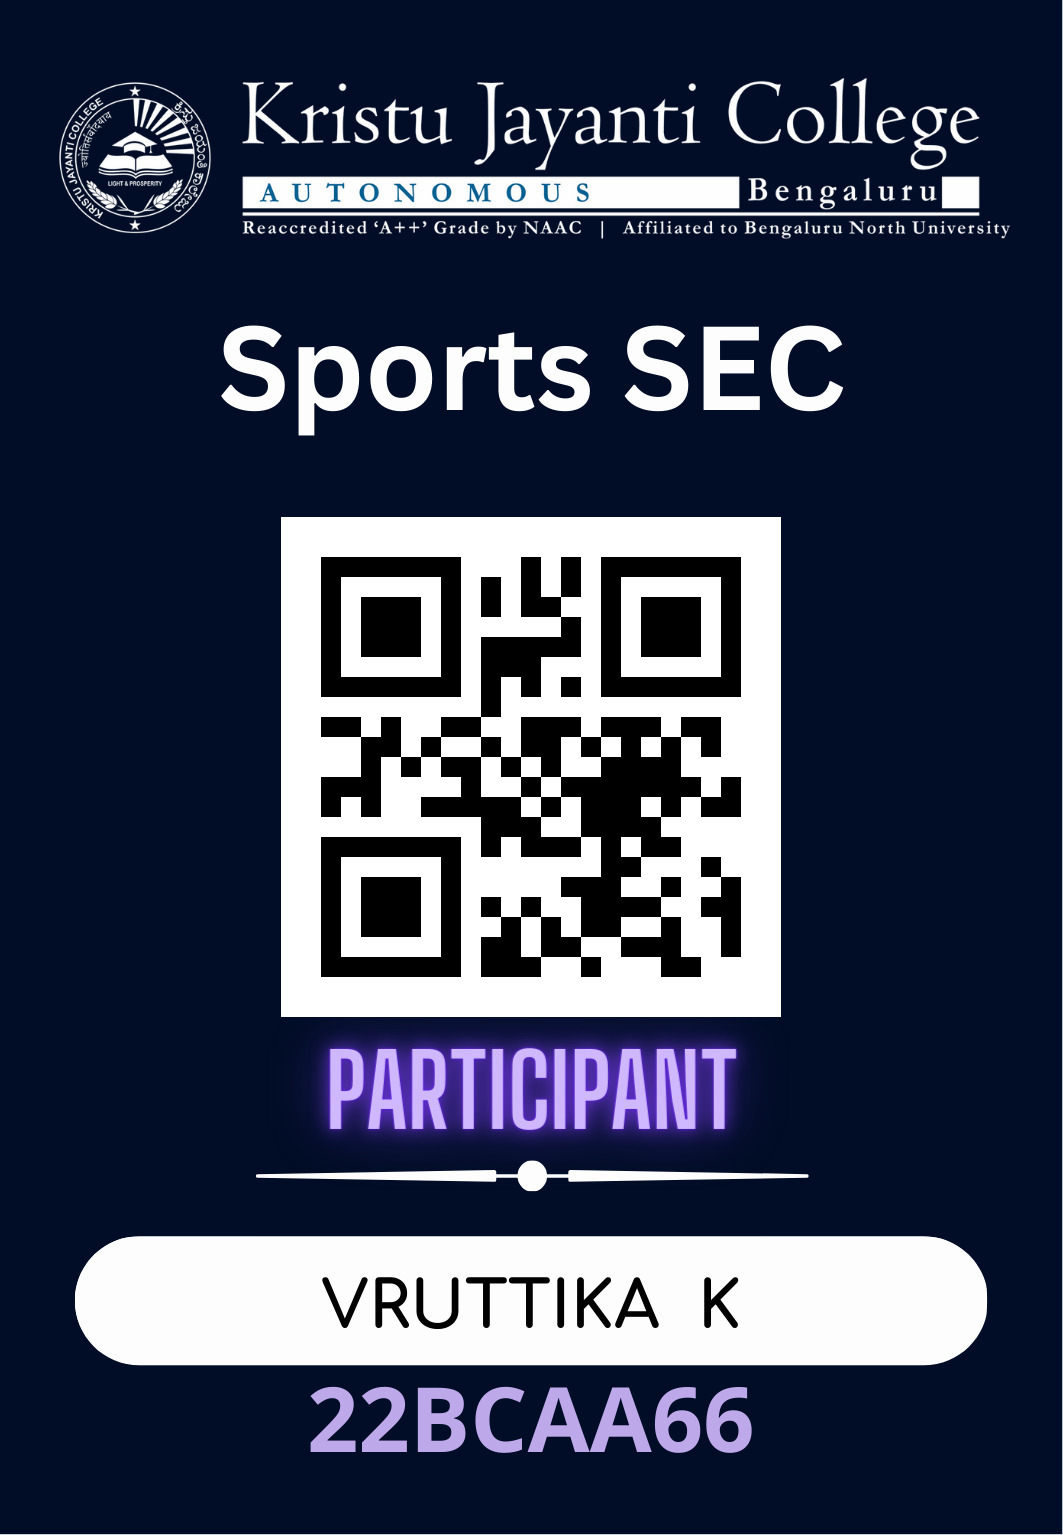 Kristu Jayanti College
AUTONOMOUS Bengaluru
Reaccredited ‘A++’ Grade by NAAC | Affiliated to Bengaluru North University
KRISTU JAYANTI COLLEGE
LIGHT & PROSPERITY
Sports SEC
PARTICIPANT
VRUTTIKA K
22BCAA66